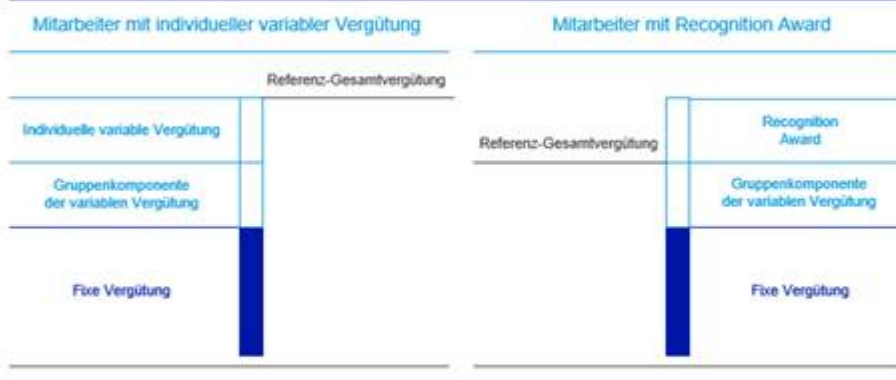 Mitarbeiter mit individueller variabler Vergütung
Referenz-Gesamtvergütung
Individuelle variable Vergütung
Gruppenkomponente
der variablen Vergütung
Fixe Vergütung
Mitarbeiter mit Recognition Award
Referenz-Gesamtvergütung
Recognition
Award
Gruppenkomponente
der variablen Vergütung
Fixe Vergütung